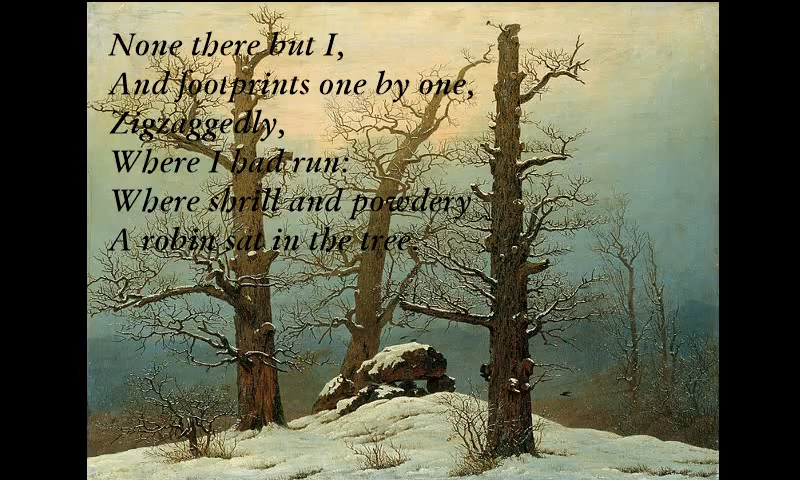 None there but I,
And footprints one by one,
Zigzaggedly,
Where I had run:
Where shrill and powdery
A robin sat in the tree.